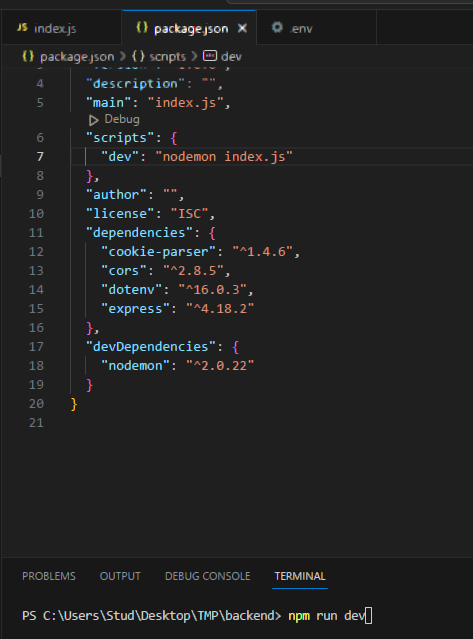 JS index.js
{} package.json ×
.env
{} package.json > {} scripts > abc dev
4 "description": "",
5 "main": "index.js",
Debug
6 "scripts": {
7 "dev": "nodemon index.js"
8 },
9 "author": "",
10 "license": "ISC",
11 "dependencies": {
12 "cookie-parser": "^1.4.6",
13 "cors": "^2.8.5",
14 "dotenv": "^16.0.3",
15 "express": "^4.18.2"
16 },
17 "devDependencies": {
18 "nodemon": "^2.0.22"
19 }
20 }
21
PROBLEMS OUTPUT DEBUG CONSOLE TERMINAL
PS C:\Users\Stud\Desktop\TMP\backend> npm run dev